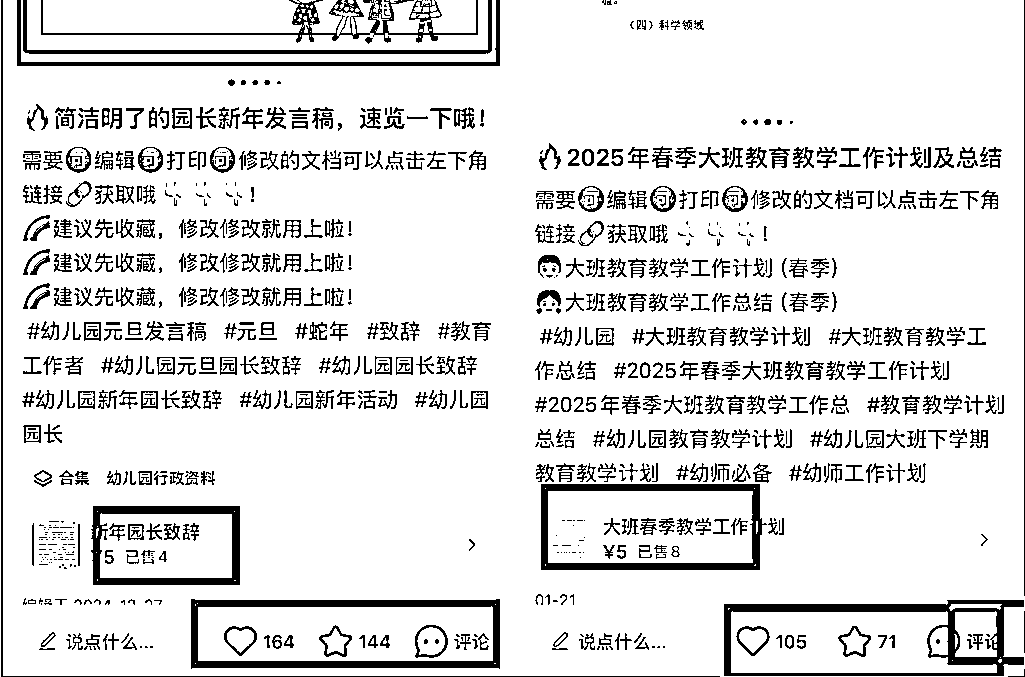 🔥简洁明了的园长新年发言稿，速览一下哦！
需要可编辑可打印可修改的文档可以点击左下角
链接🔗获取哦👇👇👇！
建议先收藏，修改修改就用上啦！
建议先收藏，修改修改就用上啦！
建议先收藏，修改修改就用上啦！
#幼儿园元旦发言稿 #元旦 #蛇年 #致辞 #教育
工作者 #幼儿园元旦园长致辞 #幼儿园园长致辞
#幼儿园新年园长致辞 #幼儿园新年活动 #幼儿园
园长
合集 幼儿园行政资料
新年园长致辞
¥5 已售4
编辑于 2024-12-27
说点什么... 164 144 评论
（四）科学领域
🔥2025年春季大班教育教学工作计划及总结
需要可编辑可打印可修改的文档可以点击左下角
链接🔗获取哦👇👇👇！
👦大班教育教学工作计划（春季）
👧大班教育教学工作总结（春季）
#幼儿园 #大班教育教学计划 #大班教育教学工
作总结 #2025年春季大班教育教学工作计划
#2025年春季大班教育教学工作总 #教育教学计划
总结 #幼儿园教育教学计划 #幼儿园大班下学期
教育教学计划 #幼师必备 #幼师工作计划
大班春季教学工作计划
¥5 已售8
01-21
说点什么... 105 71 评论